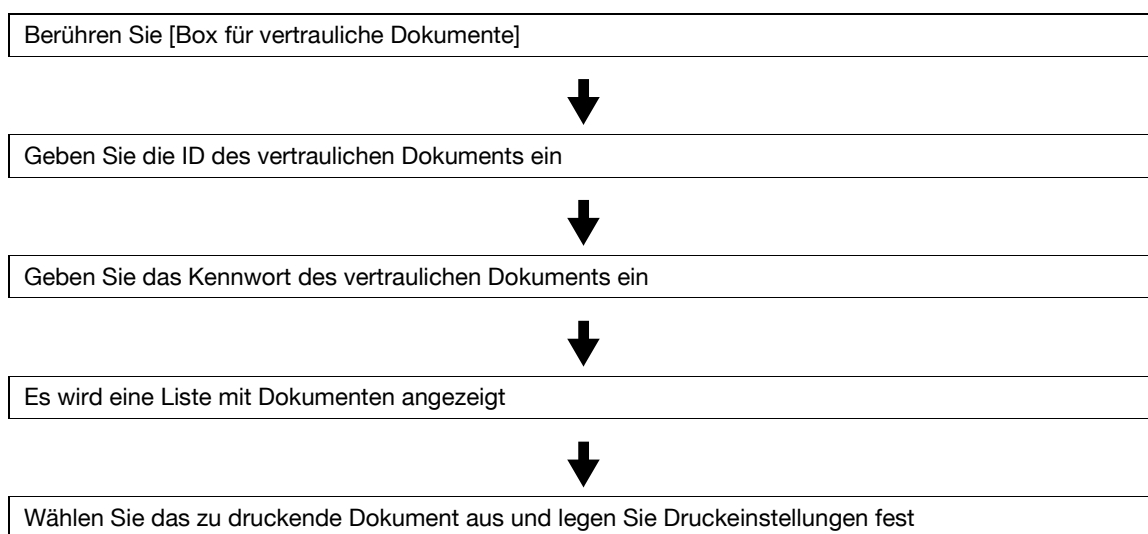 Berühren Sie [Box für vertrauliche Dokumente]
Geben Sie die ID des vertraulichen Dokuments ein
Geben Sie das Kennwort des vertraulichen Dokuments ein
Es wird eine Liste mit Dokumenten angezeigt
Wählen Sie das zu druckende Dokument aus und legen Sie Druckeinstellungen fest